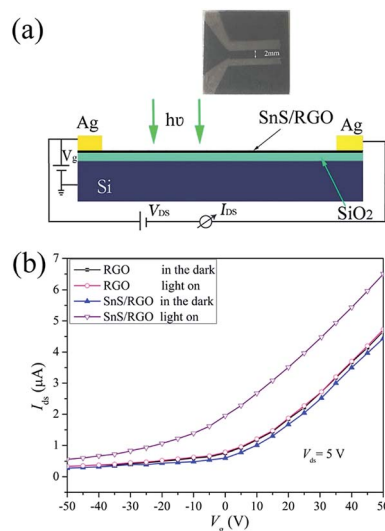 (a)
2mm
hυ
SnS/RGO
Ag
Ag
Vg
Si
SiO2
VDS
IDS
(b)
RGO in the dark
RGO light on
SnS/RGO in the dark
SnS/RGO light on
Ids (μA)
7
6
5
4
3
2
1
0
Vds= 5 V
-50 -40 -30 -20 -10 0 10 20 30 40 50
Vg (V)